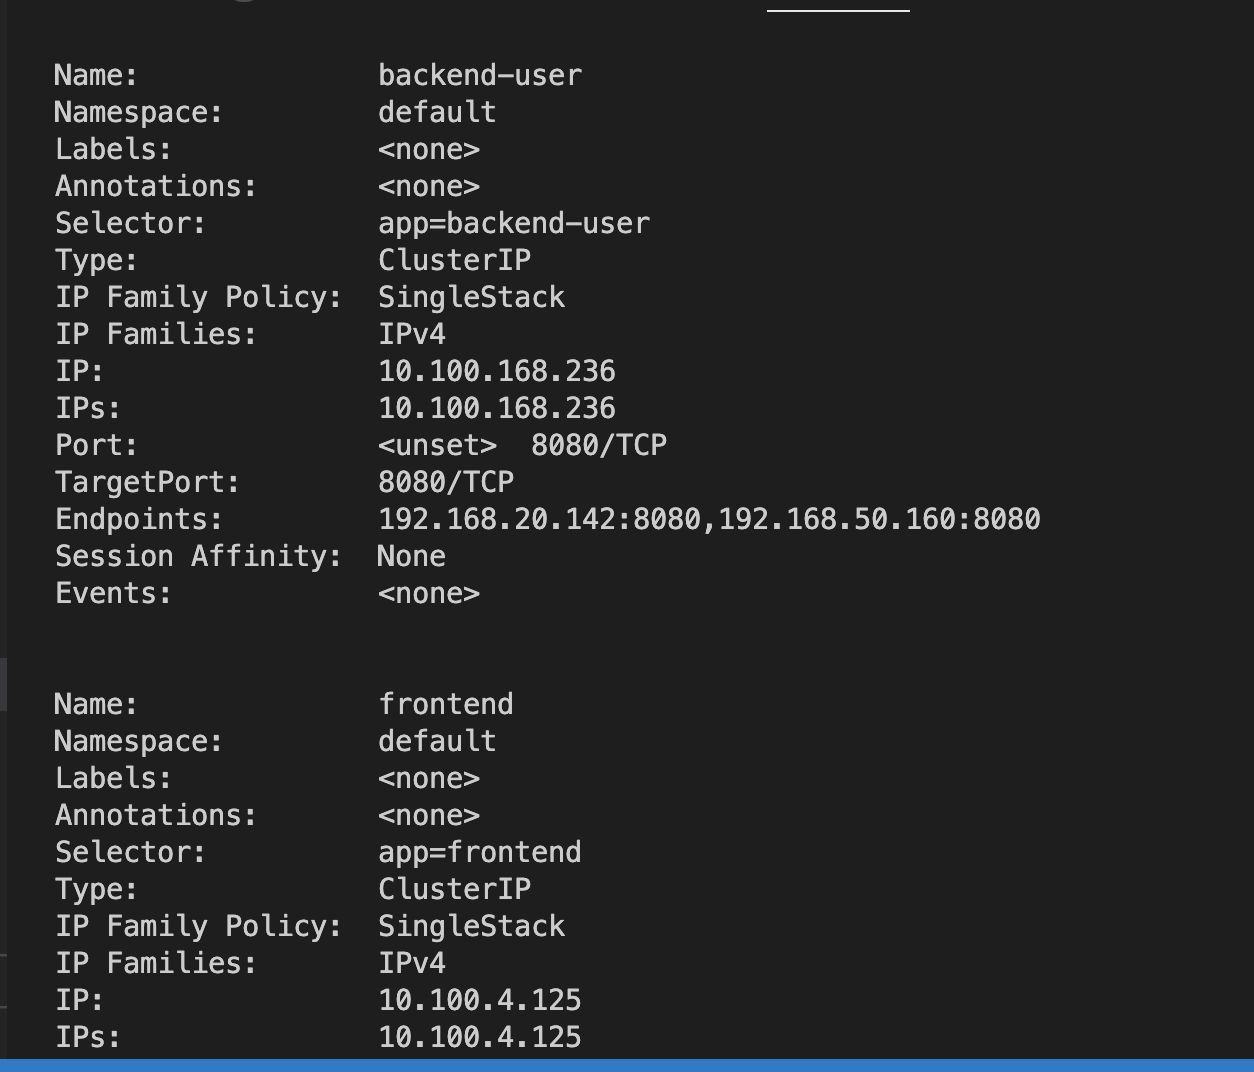 Name:              backend-user
Namespace:         default
Labels:            <none>
Annotations:       <none>
Selector:          app=backend-user
Type:              ClusterIP
IP Family Policy:  SingleStack
IP Families:       IPv4
IP:                10.100.168.236
IPs:               10.100.168.236
Port:              <unset>  8080/TCP
TargetPort:        8080/TCP
Endpoints:         192.168.20.142:8080,192.168.50.160:8080
Session Affinity:  None
Events:            <none>
Name:              frontend
Namespace:         default
Labels:            <none>
Annotations:       <none>
Selector:          app=frontend
Type:              ClusterIP
IP Family Policy:  SingleStack
IP Families:       IPv4
IP:                10.100.4.125
IPs:               10.100.4.125